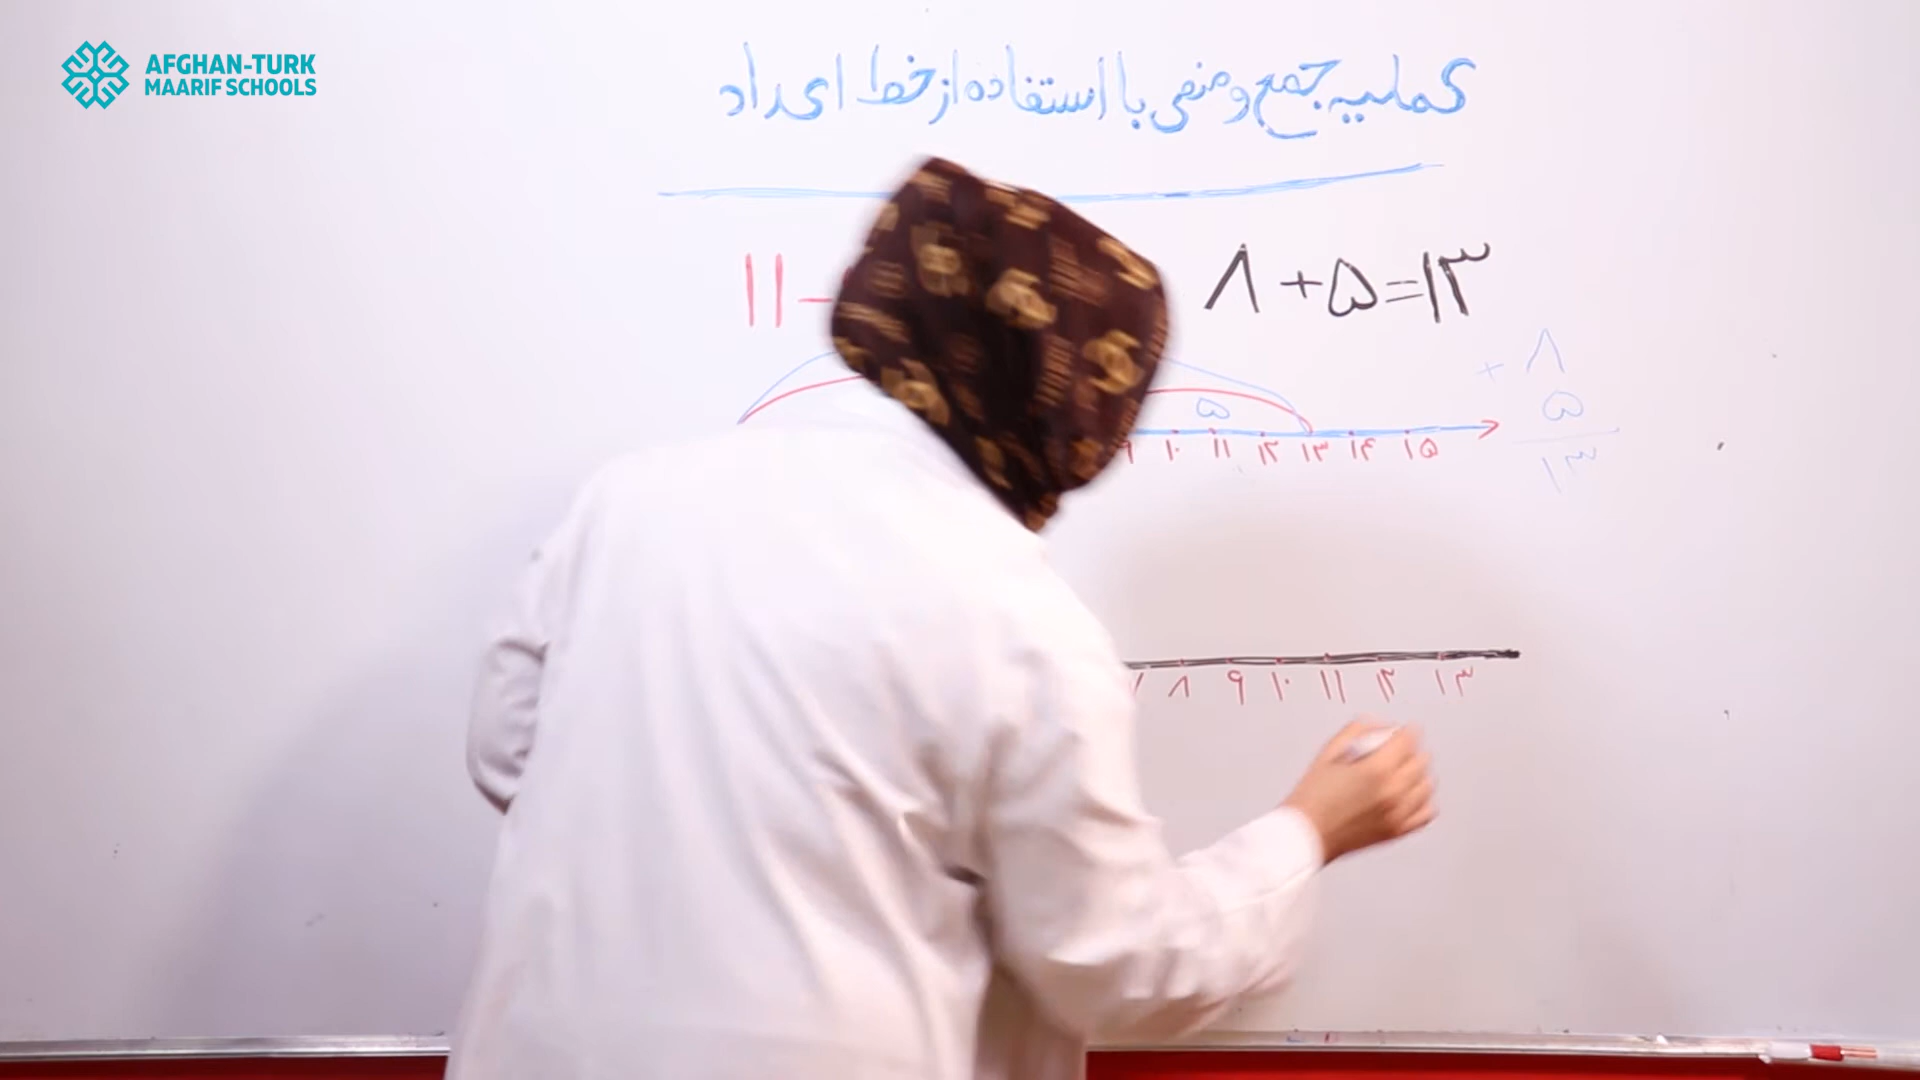 AFGHAN-TURK
MAARIF SCHOOLS
عملیه جمع و منفی با استفاده از خط اعداد
۱۱ -
۸ + ۵ = ۱۳
+ ۸
۵
۱۳
۵
۹ ۱۰ ۱۱ ۱۲ ۱۳ ۱۴ ۱۵
۸ ۹ ۱۰ ۱۱ ۱۲ ۱۳